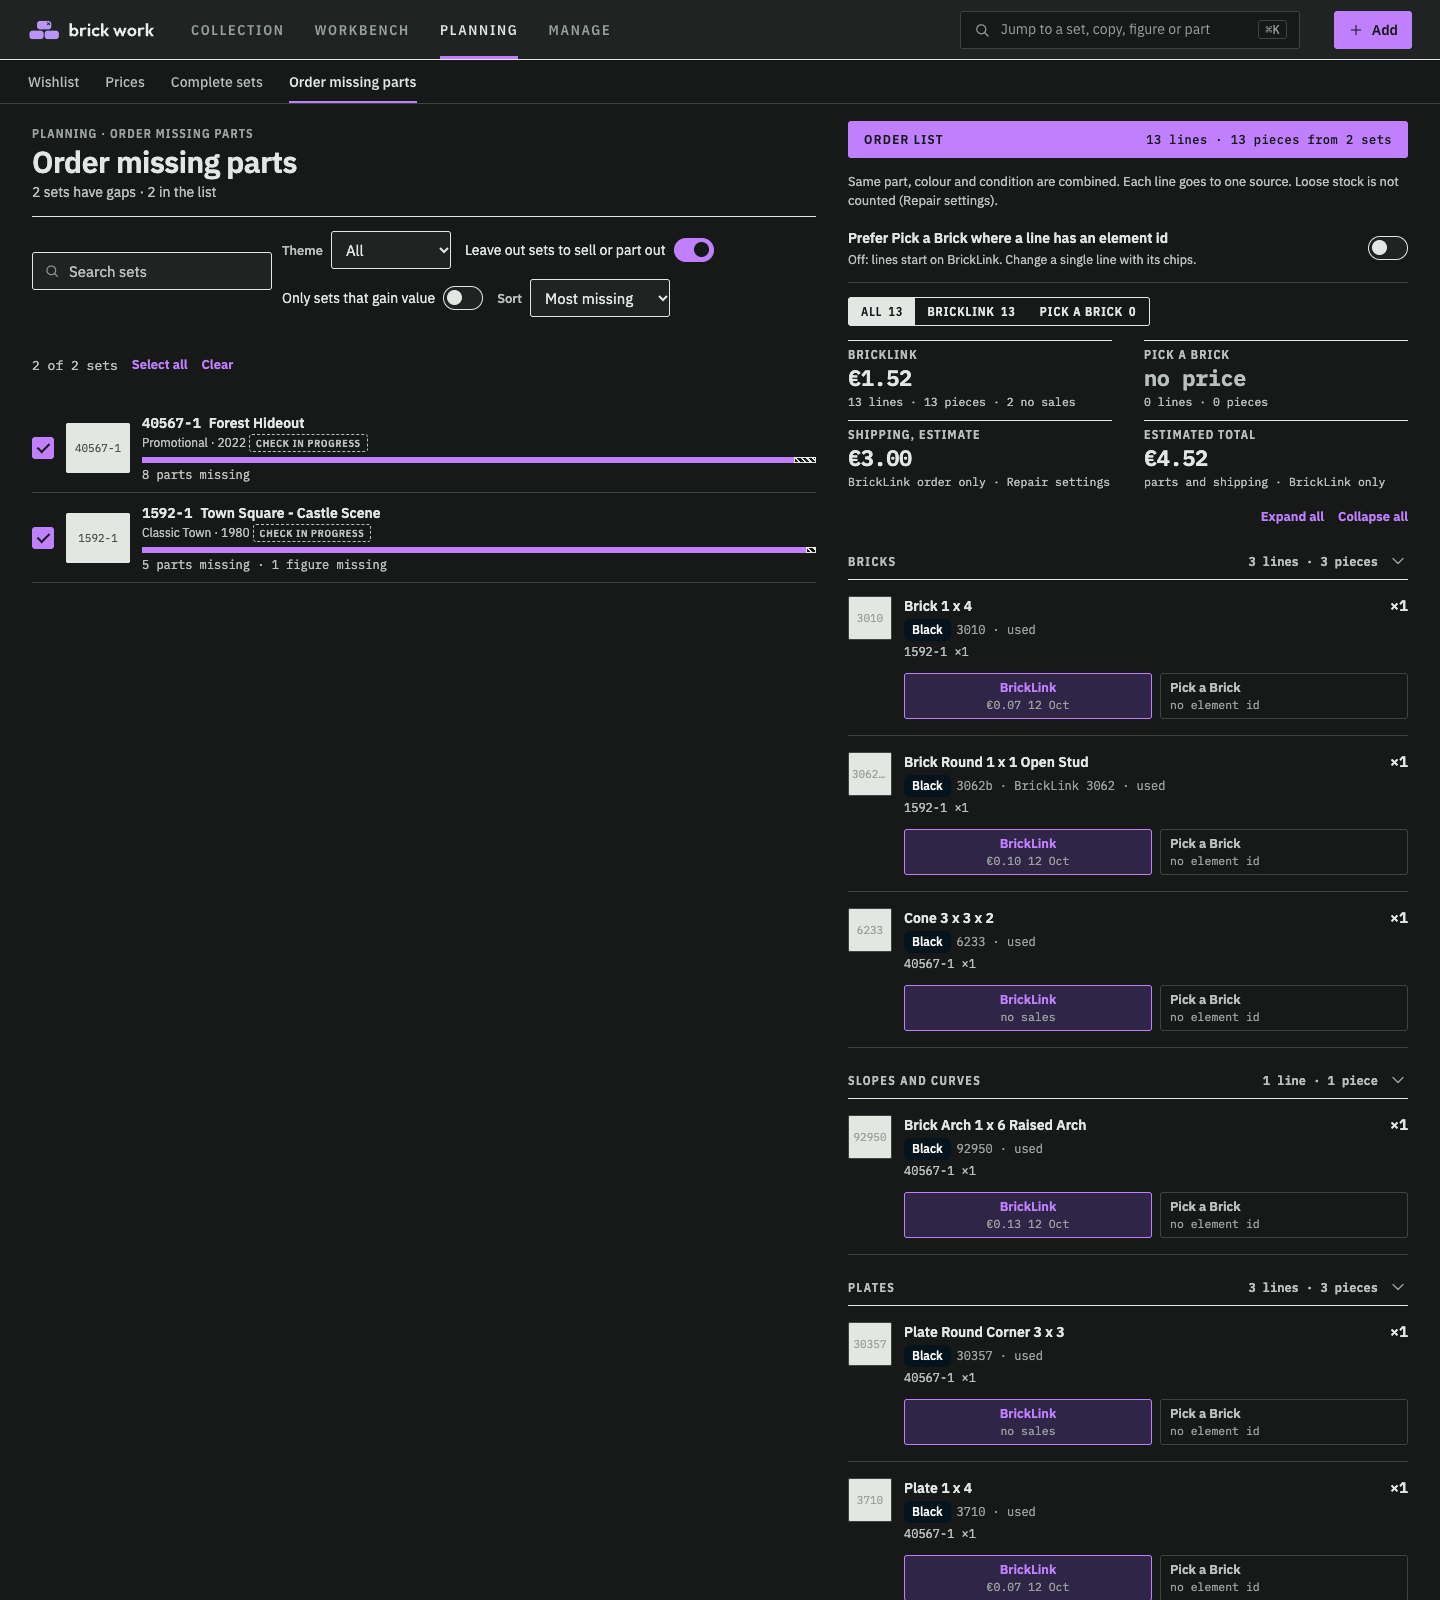 brick work
COLLECTION
WORKBENCH
PLANNING
MANAGE
Jump to a set, copy, figure or part
⌘K
+ Add
Wishlist
Prices
Complete sets
Order missing parts
PLANNING · ORDER MISSING PARTS
Order missing parts
2 sets have gaps · 2 in the list
Search sets
Theme
All
Leave out sets to sell or part out
Only sets that gain value
Sort
Most missing
2 of 2 sets
Select all
Clear
40567-1
40567-1 Forest Hideout
Promotional · 2022
CHECK IN PROGRESS
8 parts missing
1592-1
1592-1 Town Square - Castle Scene
Classic Town · 1980
CHECK IN PROGRESS
5 parts missing · 1 figure missing
ORDER LIST
13 lines · 13 pieces from 2 sets
Same part, colour and condition are combined. Each line goes to one source. Loose stock is not
counted (Repair settings).
Prefer Pick a Brick where a line has an element id
Off: lines start on BrickLink. Change a single line with its chips.
ALL 13
BRICKLINK 13
PICK A BRICK 0
BRICKLINK
€1.52
13 lines · 13 pieces · 2 no sales
PICK A BRICK
no price
0 lines · 0 pieces
SHIPPING, ESTIMATE
€3.00
BrickLink order only · Repair settings
ESTIMATED TOTAL
€4.52
parts and shipping · BrickLink only
Expand all
Collapse all
BRICKS
3 lines · 3 pieces
3010
Brick 1 x 4
×1
Black 3010 · used
1592-1 ×1
BrickLink
€0.07 12 Oct
Pick a Brick
no element id
3062…
Brick Round 1 x 1 Open Stud
×1
Black 3062b · BrickLink 3062 · used
1592-1 ×1
BrickLink
€0.10 12 Oct
Pick a Brick
no element id
6233
Cone 3 x 3 x 2
×1
Black 6233 · used
40567-1 ×1
BrickLink
no sales
Pick a Brick
no element id
SLOPES AND CURVES
1 line · 1 piece
92950
Brick Arch 1 x 6 Raised Arch
×1
Black 92950 · used
40567-1 ×1
BrickLink
€0.13 12 Oct
Pick a Brick
no element id
PLATES
3 lines · 3 pieces
30357
Plate Round Corner 3 x 3
×1
Black 30357 · used
40567-1 ×1
BrickLink
no sales
Pick a Brick
no element id
3710
Plate 1 x 4
×1
Black 3710 · used
40567-1 ×1
BrickLink
€0.07 12 Oct
Pick a Brick
no element id